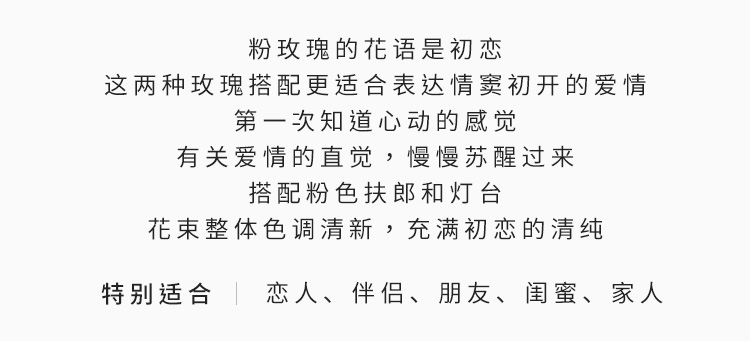 粉玫瑰的花语是初恋
这两种玫瑰搭配更适合表达情窦初开的爱情
第一次知道心动的感觉
有关爱情的直觉，慢慢苏醒过来
搭配粉色扶郎和灯台
花束整体色调清新，充满初恋的清纯
特别适合｜恋人、伴侣、朋友、闺蜜、家人